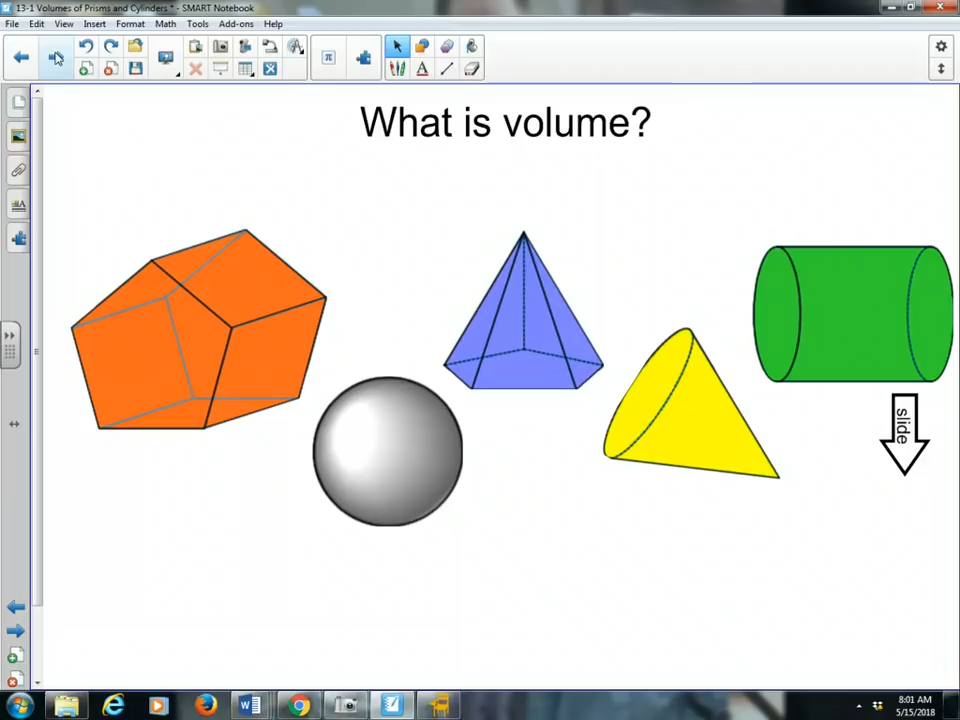 13-1 Volumes of Prisms and Cylinders * - SMART Notebook
File Edit View Insert Format Math Tools Add-ons Help
What is volume?
slide
8:01 AM
5/15/2018